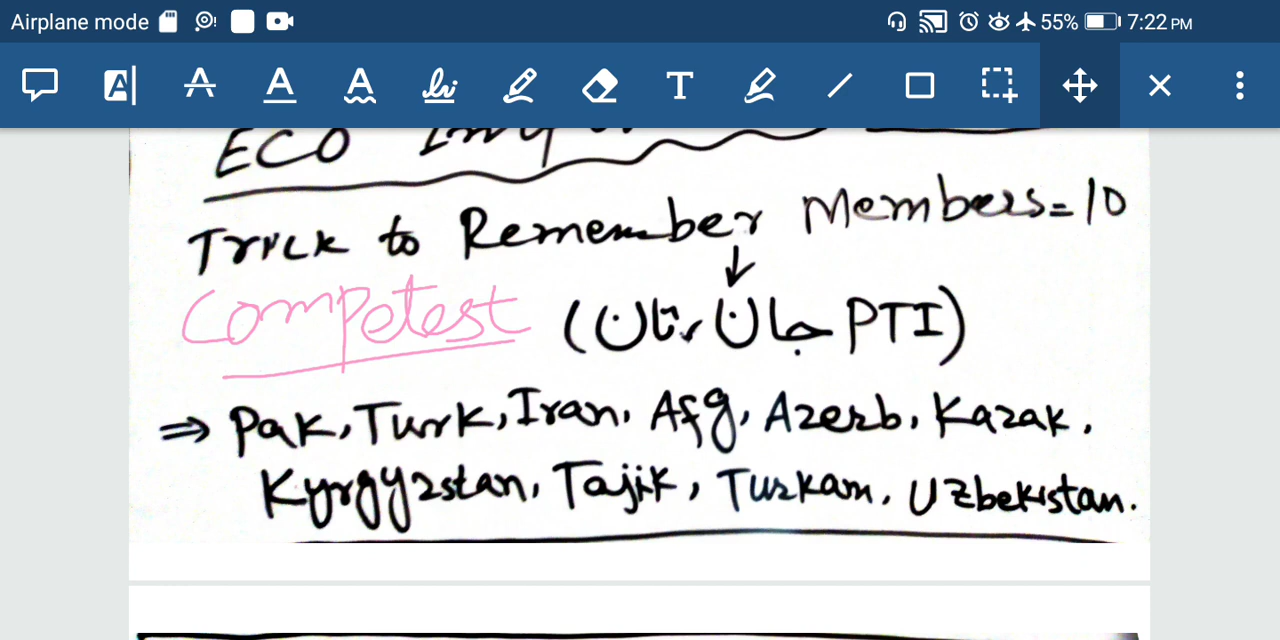 Airplane mode 55% 7:22 PM
ECO
Trick to Remember Members=10
Competest (PTI جان، تان)
⇒ Pak, Turk, Iran, Afg, Azerb, Kazak,
Kyrgyzstan, Tajik, Turkam, Uzbekistan.